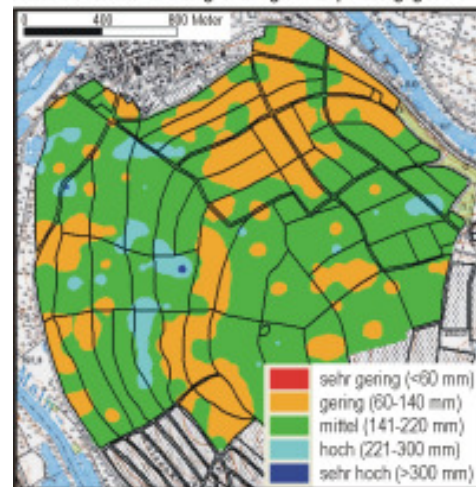 0 400 800 Meter
sehr gering (<60 mm)
gering (60-140 mm)
mittel (141-220 mm)
hoch (221-300 mm)
sehr hoch (>300 mm)